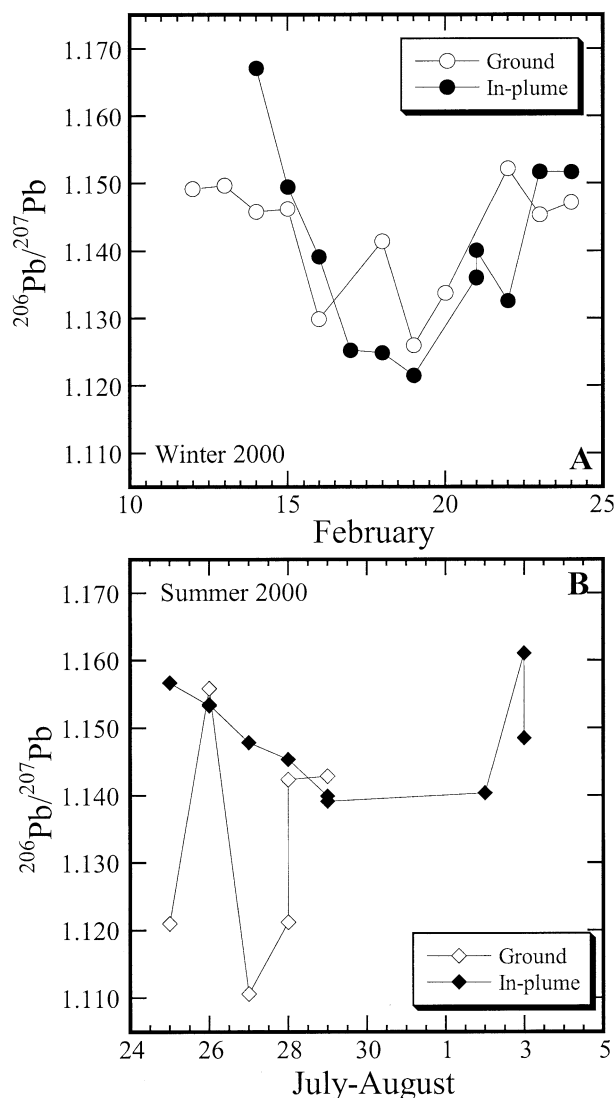 1.170
1.160
1.150
1.140
1.130
1.120
1.110
206Pb/207Pb
Ground
In-plume
Winter 2000
A
10 15 20 25
February
1.170
1.160
1.150
1.140
1.130
1.120
1.110
206Pb/207Pb
Summer 2000
B
Ground
In-plume
24 26 28 30 1 3 5
July-August